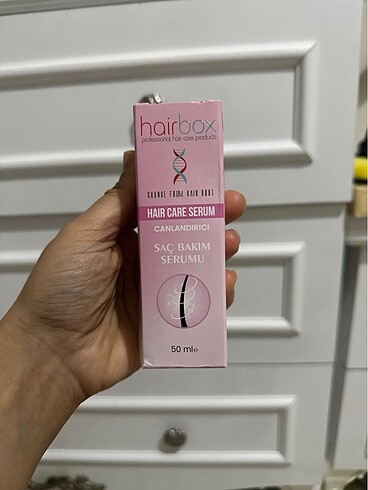 hairbox
professional hair care products
CHANGE FROM HAIR ROOT
HAIR CARE SERUM
CANLANDIRICI
SAÇ BAKIM
SERUMU
50 ml℮